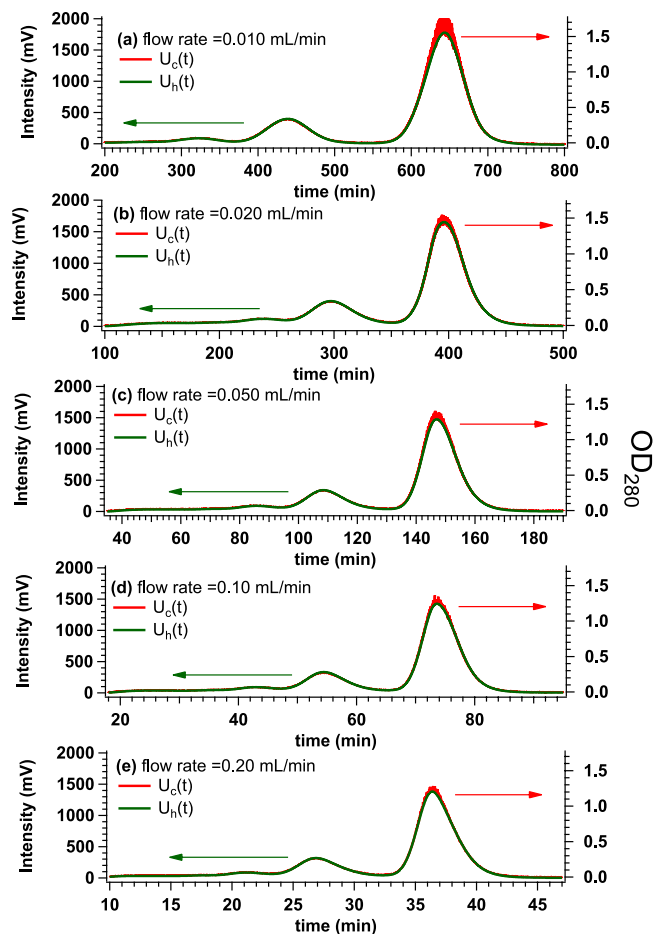 (a) flow rate =0.010 mL/min
U_c(t)
U_h(t)
Intensity (mV)
2000
1500
1000
500
0
1.5
1.0
0.5
0.0
200 300 400 500 600 700 800
time (min)
(b) flow rate =0.020 mL/min
U_c(t)
U_h(t)
Intensity (mV)
2000
1500
1000
500
0
1.5
1.0
0.5
0.0
100 200 300 400 500
time (min)
(c) flow rate =0.050 mL/min
U_c(t)
U_h(t)
Intensity (mV)
2000
1500
1000
500
0
1.5
1.0
0.5
0.0
OD_280
40 60 80 100 120 140 160 180
time (min)
(d) flow rate =0.10 mL/min
U_c(t)
U_h(t)
Intensity (mV)
2000
1500
1000
500
0
1.5
1.0
0.5
0.0
20 40 60 80
time (min)
(e) flow rate =0.20 mL/min
U_c(t)
U_h(t)
Intensity (mV)
2000
1500
1000
500
0
1.5
1.0
0.5
0.0
10 15 20 25 30 35 40 45
time (min)